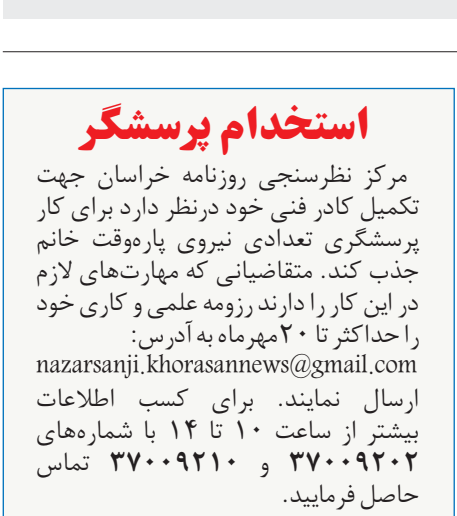 استخدام پرسشگر
مرکز نظرسنجی روزنامه خراسان جهت
تکمیل کادر فنی خود درنظر دارد برای کار
پرسشگری تعدادی نیروی پاره‌وقت خانم
جذب کند. متقاضیانی که مهارت‌های لازم
در این کار را دارند رزومه علمی و کاری خود
را حداکثر تا ۲۰مهرماه به آدرس:
nazarsanji.khorasannews@gmail.com
ارسال نمایند. برای کسب اطلاعات
بیشتر از ساعت ۱۰ تا ۱۴ با شماره‌های
۳۷۰۰۹۲۰۲ و ۳۷۰۰۹۲۱۰ تماس
حاصل فرمایید.